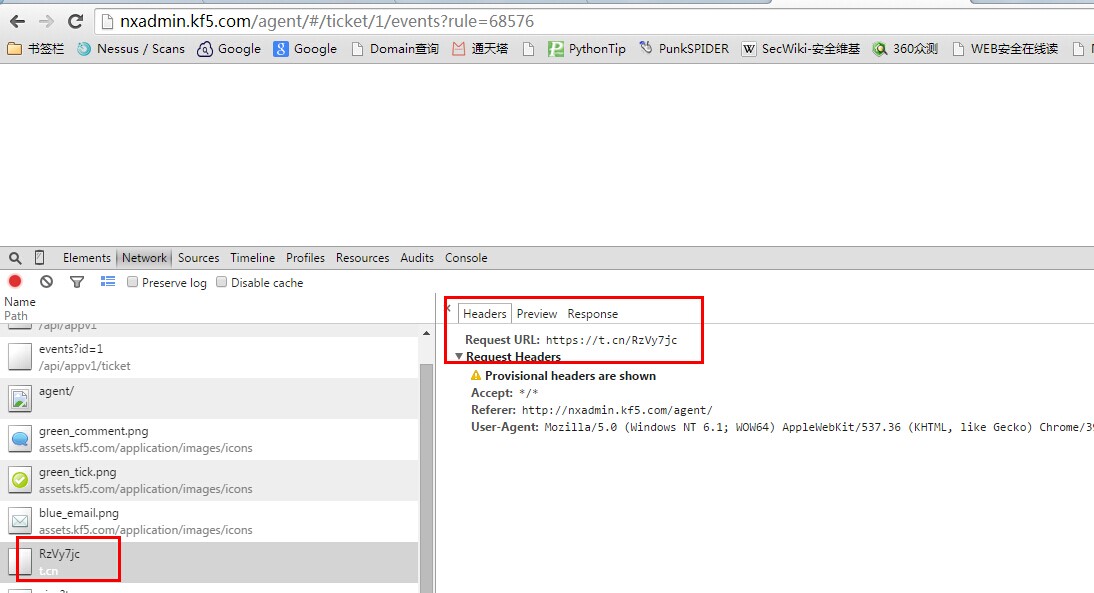 nxadmin.kf5.com/agent/#/ticket/1/events?rule=68576
书签栏 Nessus / Scans Google Google Domain查询 通天塔 PythonTip PunkSPIDER SecWiki-安全维基 360众测 WEB安全在线读
Elements Network Sources Timeline Profiles Resources Audits Console
Preserve log Disable cache
Name
Path
/api/appv1
events?id=1
/api/appv1/ticket
agent/
green_comment.png
assets.kf5.com/application/images/icons
green_tick.png
assets.kf5.com/application/images/icons
blue_email.png
assets.kf5.com/application/images/icons
RzVy7jc
t.cn
Headers Preview Response
Request URL: https://t.cn/RzVy7jc
Request Headers
Provisional headers are shown
Accept: */*
Referer: http://nxadmin.kf5.com/agent/
User-Agent: Mozilla/5.0 (Windows NT 6.1; WOW64) AppleWebKit/537.36 (KHTML, like Gecko) Chrome/39